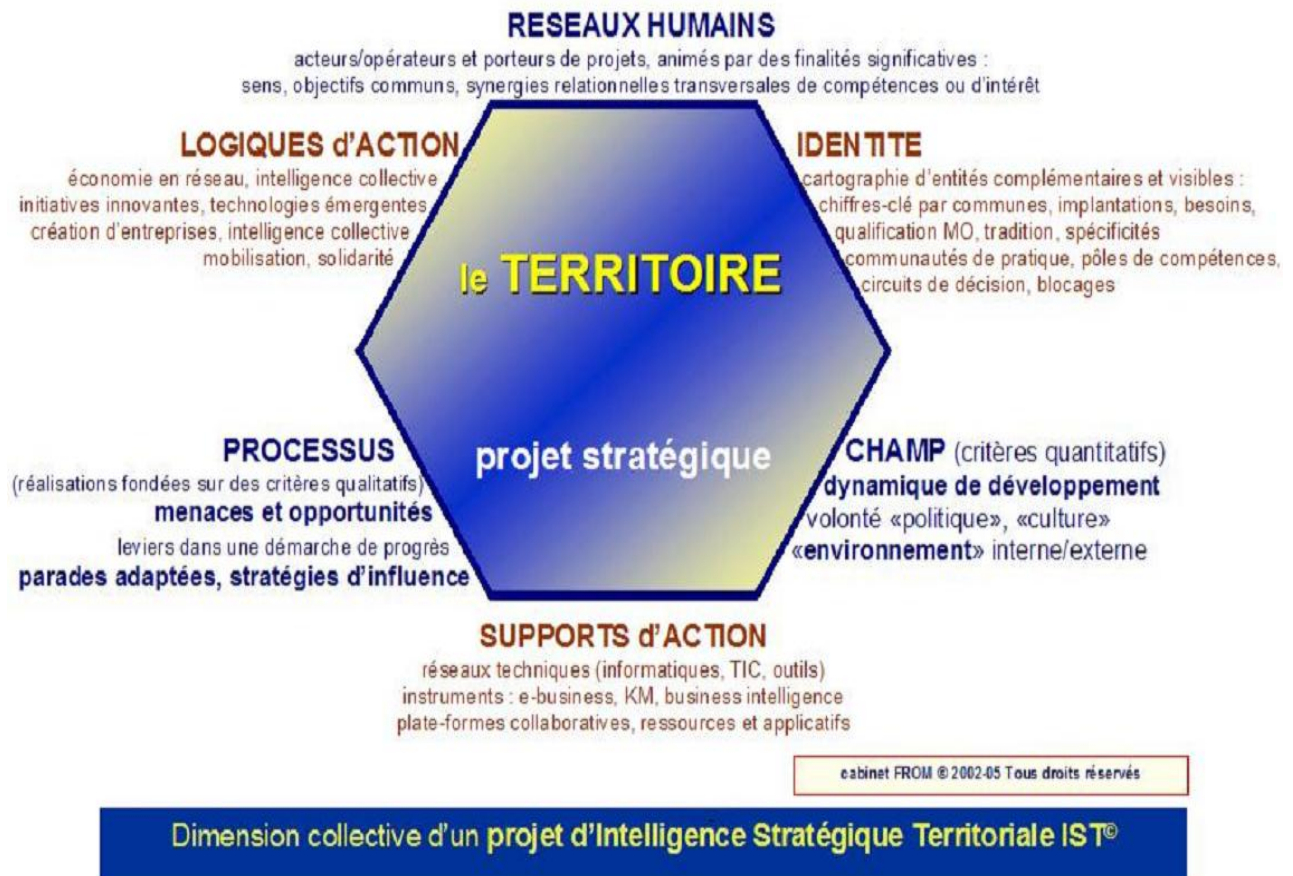 RESEAUX HUMAINS
acteurs/opérateurs et porteurs de projets, animés par des finalités significatives :
sens, objectifs communs, synergies relationnelles transversales de compétences ou d'intérêt
LOGIQUES d'ACTION
économie en réseau, intelligence collective
initiatives innovantes, technologies émergentes
création d'entreprises, intelligence collective
mobilisation, solidarité
IDENTITE
cartographie d'entités complémentaires et visibles :
chiffres-clé par communes, implantations, besoins,
qualification MO, tradition, spécificités
communautés de pratique, pôles de compétences,
circuits de décision, blocages
le TERRITOIRE
projet stratégique
PROCESSUS
(réalisations fondées sur des critères qualitatifs)
menaces et opportunités
leviers dans une démarche de progrès
parades adaptées, stratégies d'influence
CHAMP (critères quantitatifs)
dynamique de développement
volonté «politique», «culture»
«environnement» interne/externe
SUPPORTS d'ACTION
réseaux techniques (informatiques, TIC, outils)
instruments : e-business, KM, business intelligence
plate-formes collaboratives, ressources et applicatifs
cabinet FROM © 2002-05 Tous droits réservés
Dimension collective d'un projet d'Intelligence Stratégique Territoriale IST©